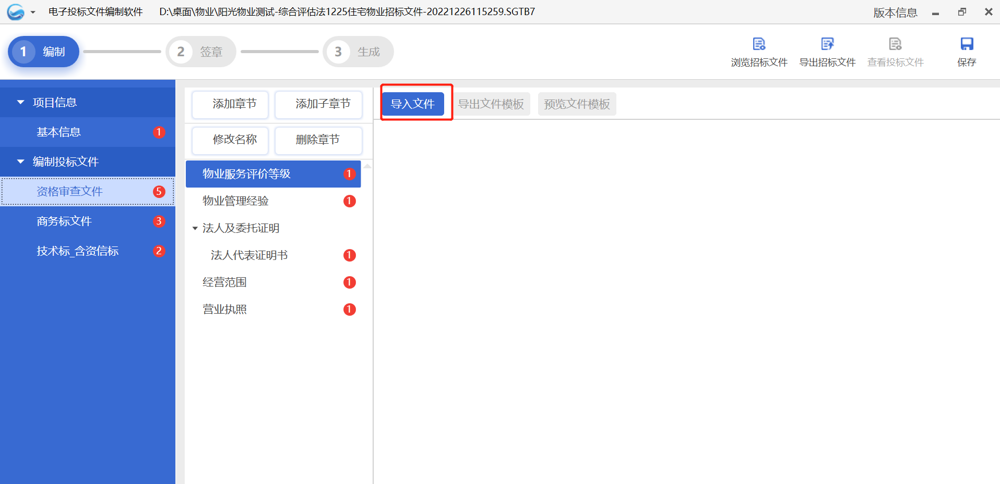 电子投标文件编制软件 D:\桌面\物业\阳光物业测试-综合评估法1225住宅物业招标文件-20221226115259.SGTB7 版本信息
1 编制 2 签章 3 生成
浏览招标文件 导出招标文件 查看投标文件 保存
项目信息
基本信息 1
编制投标文件
资格审查文件 5
商务标文件 3
技术标_含资信标 2
添加章节 添加子章节
修改名称 删除章节
物业服务评价等级 1
物业管理经验 1
法人及委托证明
法人代表证明书 1
经营范围 1
营业执照 1
导入文件 导出文件模板 预览文件模板